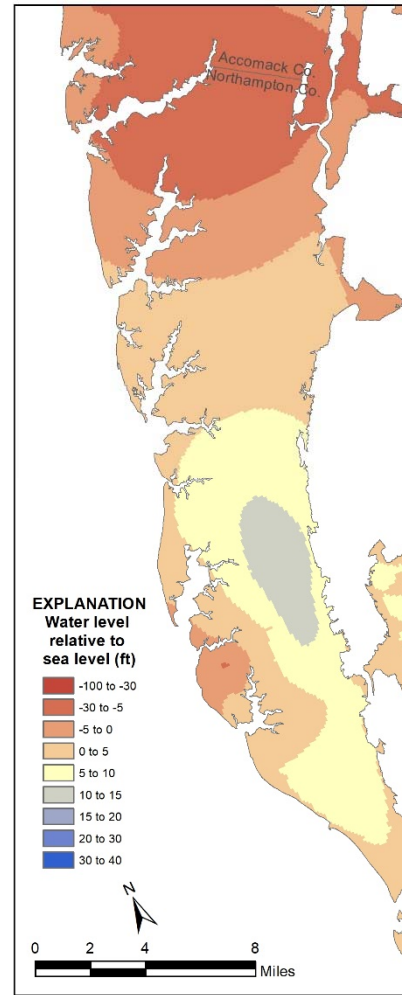 Accomack Co.
Northampton Co.
EXPLANATION
Water level
relative to
sea level (ft)
-100 to -30
-30 to -5
-5 to 0
0 to 5
5 to 10
10 to 15
15 to 20
20 to 30
30 to 40
N
0 2 4 8
Miles